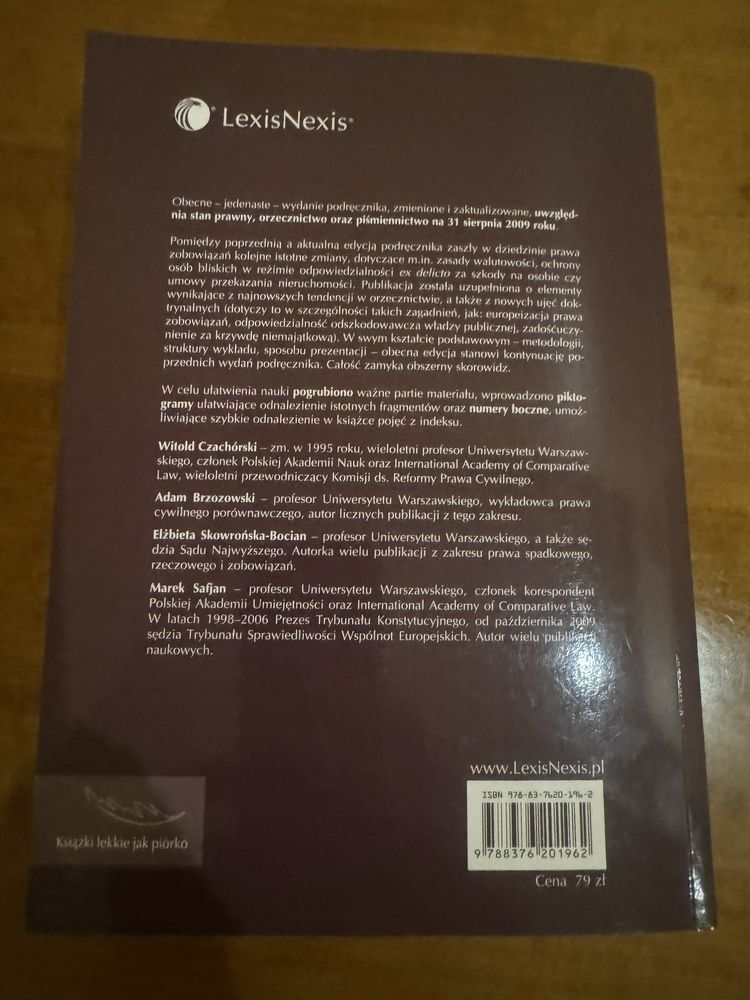 LexisNexis®
Obecne – jedenaste – wydanie podręcznika, zmienione i zaktualizowane, uwzględ-
nia stan prawny, orzecznictwo oraz piśmiennictwo na 31 sierpnia 2009 roku.
Pomiędzy poprzednią a aktualną edycją podręcznika zaszły w dziedzinie prawa
zobowiązań kolejne istotne zmiany, dotyczące m.in. zasady walutowości, ochrony
osób bliskich w reżimie odpowiedzialności ex delicto za szkody na osobie czy
umowy przekazania nieruchomości. Publikacja została uzupełniona o elementy
wynikające z najnowszych tendencji w orzecznictwie, a także z nowych ujęć dok-
trynalnych (dotyczy to w szczególności takich zagadnień, jak: europeizacja prawa
zobowiązań, odpowiedzialność odszkodowawcza władzy publicznej, zadośćuczy-
nienie za krzywdę niemajątkową). W swym kształcie podstawowym – metodologii,
struktury wykładu, sposobu prezentacji – obecna edycja stanowi kontynuację po-
przednich wydań podręcznika. Całość zamyka obszerny skorowidz.
W celu ułatwienia nauki pogrubiono ważne partie materiału, wprowadzono pikto-
gramy ułatwiające odnalezienie istotnych fragmentów oraz numery boczne, umoż-
liwiające szybkie odnalezienie w książce pojęć z indeksu.
Witold Czachórski – zm. w 1995 roku, wieloletni profesor Uniwersytetu Warszaw-
skiego, członek Polskiej Akademii Nauk oraz International Academy of Comparative
Law, wieloletni przewodniczący Komisji ds. Reformy Prawa Cywilnego.
Adam Brzozowski – profesor Uniwersytetu Warszawskiego, wykładowca prawa
cywilnego porównawczego, autor licznych publikacji z tego zakresu.
Elżbieta Skowrońska-Bocian – profesor Uniwersytetu Warszawskiego, a także sę-
dzia Sądu Najwyższego. Autorka wielu publikacji z zakresu prawa spadkowego,
rzeczowego i zobowiązań.
Marek Safjan – profesor Uniwersytetu Warszawskiego, członek korespondent
Polskiej Akademii Umiejętności oraz International Academy of Comparative Law.
W latach 1998–2006 Prezes Trybunału Konstytucyjnego, od października 2009
sędzia Trybunału Sprawiedliwości Wspólnot Europejskich. Autor wielu publikacji
naukowych.
www.LexisNexis.pl
ISBN 978-83-7620-196-2
9 788376 201962
Cena 79 zł
Książki lekkie jak piórko